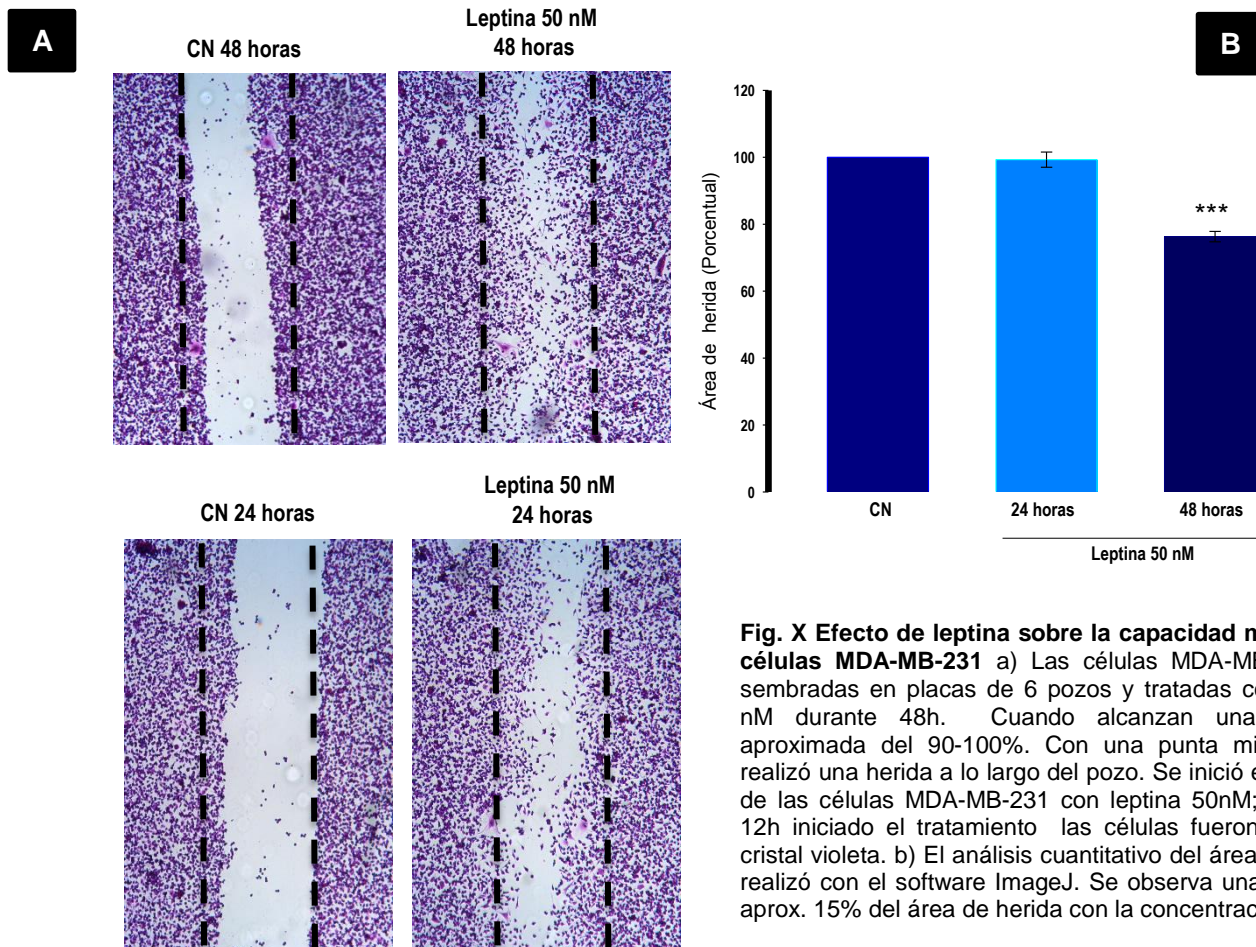 A
CN 48 horas
Leptina 50 nM
48 horas
CN 24 horas
Leptina 50 nM
24 horas
B
Área de herida (Porcentual)
120
100
80
60
40
20
0
***
CN
24 horas
48 horas
Leptina 50 nM
Fig. X Efecto de leptina sobre la capacidad
células MDA-MB-231 a) Las células
sembradas en placas de 6 pozos y tratadas
nM durante 48h. Cuando alcanzan una
aproximada del 90-100%. Con una punta
realizó una herida a lo largo del pozo. Se inició
de las células MDA-MB-231 con leptina 50nM;
12h iniciado el tratamiento las células fueron
cristal violeta. b) El análisis cuantitativo del área
realizó con el software ImageJ. Se observa una
aprox. 15% del área de herida con la